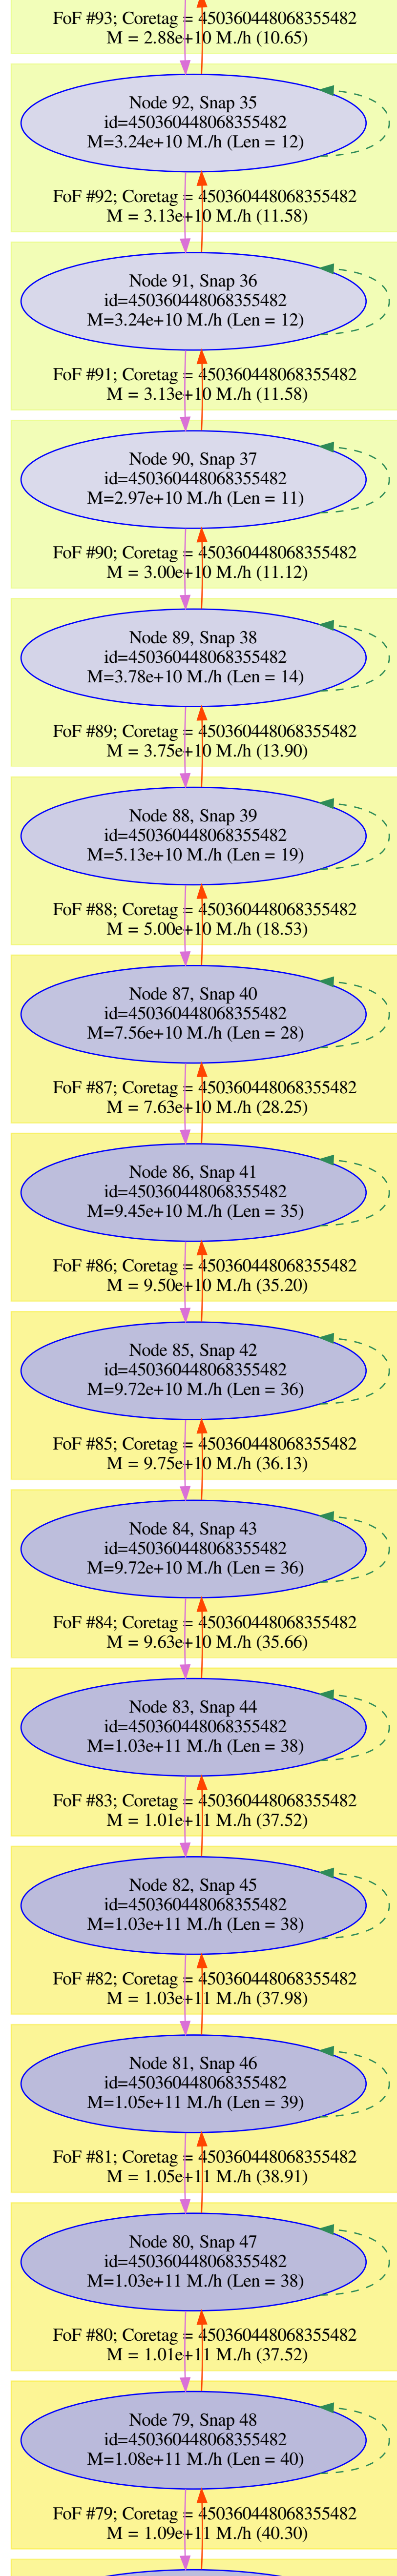 FoF #93; Coretag = 450360448068355482
M = 2.88e+10 M./h (10.65)
Node 92, Snap 35
id=450360448068355482
M=3.24e+10 M./h (Len = 12)
FoF #92; Coretag = 450360448068355482
M = 3.13e+10 M./h (11.58)
Node 91, Snap 36
id=450360448068355482
M=3.24e+10 M./h (Len = 12)
FoF #91; Coretag = 450360448068355482
M = 3.13e+10 M./h (11.58)
Node 90, Snap 37
id=450360448068355482
M=2.97e+10 M./h (Len = 11)
FoF #90; Coretag = 450360448068355482
M = 3.00e+10 M./h (11.12)
Node 89, Snap 38
id=450360448068355482
M=3.78e+10 M./h (Len = 14)
FoF #89; Coretag = 450360448068355482
M = 3.75e+10 M./h (13.90)
Node 88, Snap 39
id=450360448068355482
M=5.13e+10 M./h (Len = 19)
FoF #88; Coretag = 450360448068355482
M = 5.00e+10 M./h (18.53)
Node 87, Snap 40
id=450360448068355482
M=7.56e+10 M./h (Len = 28)
FoF #87; Coretag = 450360448068355482
M = 7.63e+10 M./h (28.25)
Node 86, Snap 41
id=450360448068355482
M=9.45e+10 M./h (Len = 35)
FoF #86; Coretag = 450360448068355482
M = 9.50e+10 M./h (35.20)
Node 85, Snap 42
id=450360448068355482
M=9.72e+10 M./h (Len = 36)
FoF #85; Coretag = 450360448068355482
M = 9.75e+10 M./h (36.13)
Node 84, Snap 43
id=450360448068355482
M=9.72e+10 M./h (Len = 36)
FoF #84; Coretag = 450360448068355482
M = 9.63e+10 M./h (35.66)
Node 83, Snap 44
id=450360448068355482
M=1.03e+11 M./h (Len = 38)
FoF #83; Coretag = 450360448068355482
M = 1.01e+11 M./h (37.52)
Node 82, Snap 45
id=450360448068355482
M=1.03e+11 M./h (Len = 38)
FoF #82; Coretag = 450360448068355482
M = 1.03e+11 M./h (37.98)
Node 81, Snap 46
id=450360448068355482
M=1.05e+11 M./h (Len = 39)
FoF #81; Coretag = 450360448068355482
M = 1.05e+11 M./h (38.91)
Node 80, Snap 47
id=450360448068355482
M=1.03e+11 M./h (Len = 38)
FoF #80; Coretag = 450360448068355482
M = 1.01e+11 M./h (37.52)
Node 79, Snap 48
id=450360448068355482
M=1.08e+11 M./h (Len = 40)
FoF #79; Coretag = 450360448068355482
M = 1.09e+11 M./h (40.30)